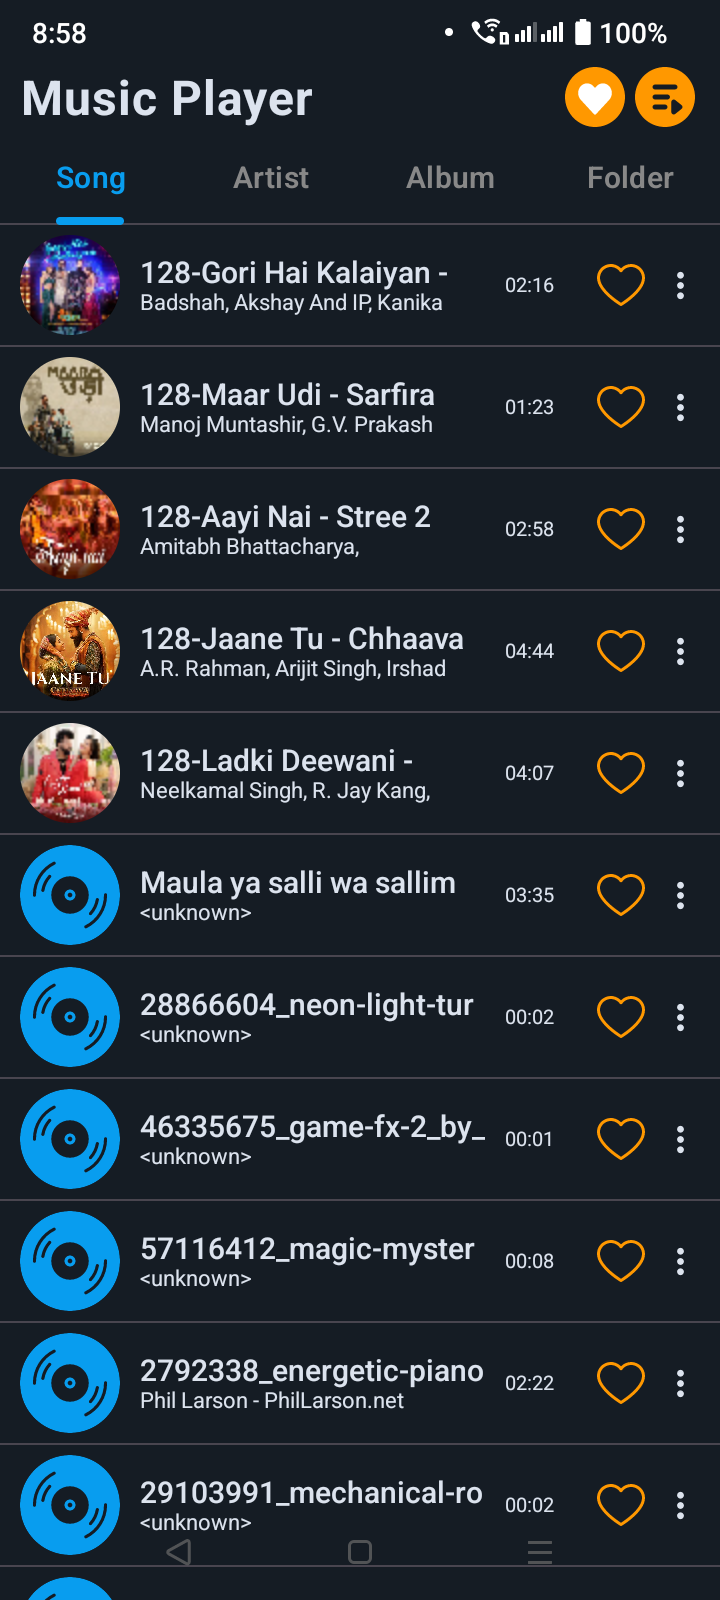 8:58
100%
Music Player
Song
Artist
Album
Folder
128-Gori Hai Kalaiyan -
Badshah, Akshay And IP, Kanika
02:16
128-Maar Udi - Sarfira
Manoj Muntashir, G.V. Prakash
01:23
128-Aayi Nai - Stree 2
Amitabh Bhattacharya,
02:58
JAANE TU
CHHAAVA
128-Jaane Tu - Chhaava
A.R. Rahman, Arijit Singh, Irshad
04:44
128-Ladki Deewani -
Neelkamal Singh, R. Jay Kang,
04:07
Maula ya salli wa sallim
<unknown>
03:35
28866604_neon-light-tur
<unknown>
00:02
46335675_game-fx-2_by_
<unknown>
00:01
57116412_magic-myster
<unknown>
00:08
2792338_energetic-piano
Phil Larson - PhilLarson.net
02:22
29103991_mechanical-ro
<unknown>
00:02